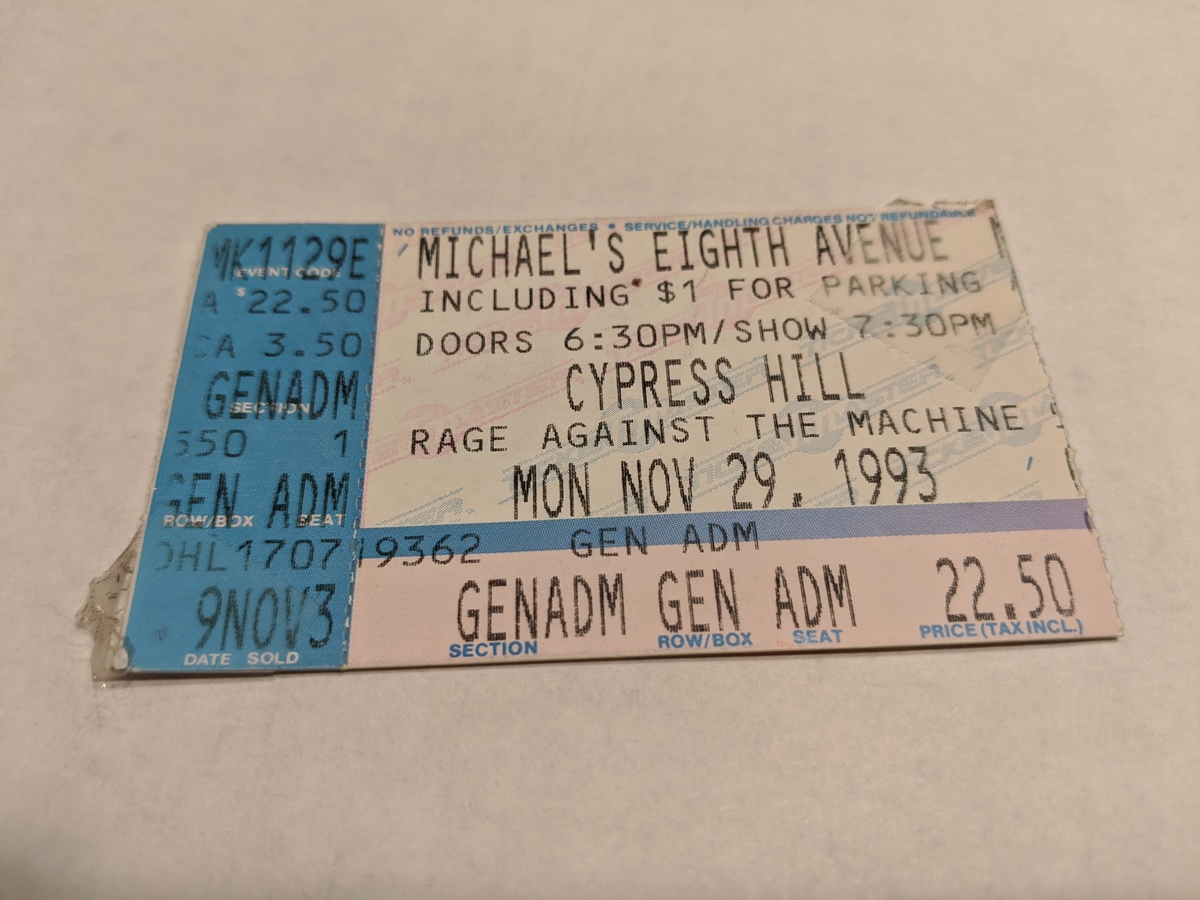 MK1129E
EVENT CODE
$
A 22.50
CA 3.50
GENADM
SECTION
550 1
GEN ADM
ROW/BOX SEAT
OHL1707
9NOV3
DATE SOLD
NO REFUNDS/EXCHANGES • SERVICE/HANDLING CHARGES NOT REFUNDABLE
MICHAEL'S EIGHTH AVENUE
INCLUDING $1 FOR PARKING
DOORS 6:30PM/SHOW 7:30PM
CYPRESS HILL
RAGE AGAINST THE MACHINE
MON NOV 29, 1993
19362 GEN ADM
GENADM GEN ADM 22.50
SECTION ROW/BOX SEAT PRICE (TAX INCL.)